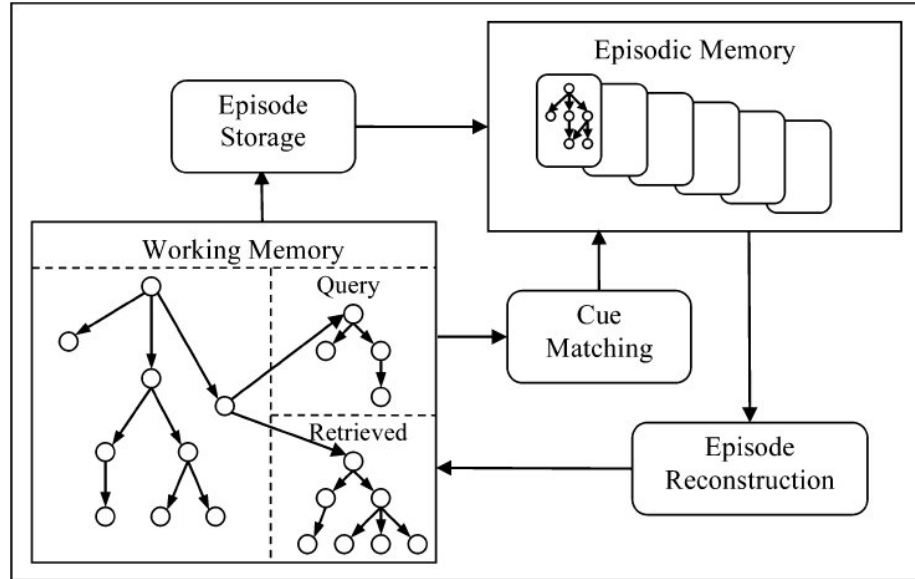 Episodic Memory
Episode
Storage
Working Memory
Query
Cue
Matching
Retrieved
Episode
Reconstruction